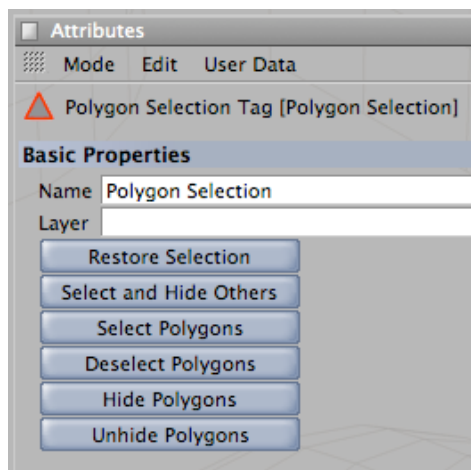 Attributes
Mode Edit User Data
Polygon Selection Tag [Polygon Selection]
Basic Properties
Name Polygon Selection
Layer
Restore Selection
Select and Hide Others
Select Polygons
Deselect Polygons
Hide Polygons
Unhide Polygons